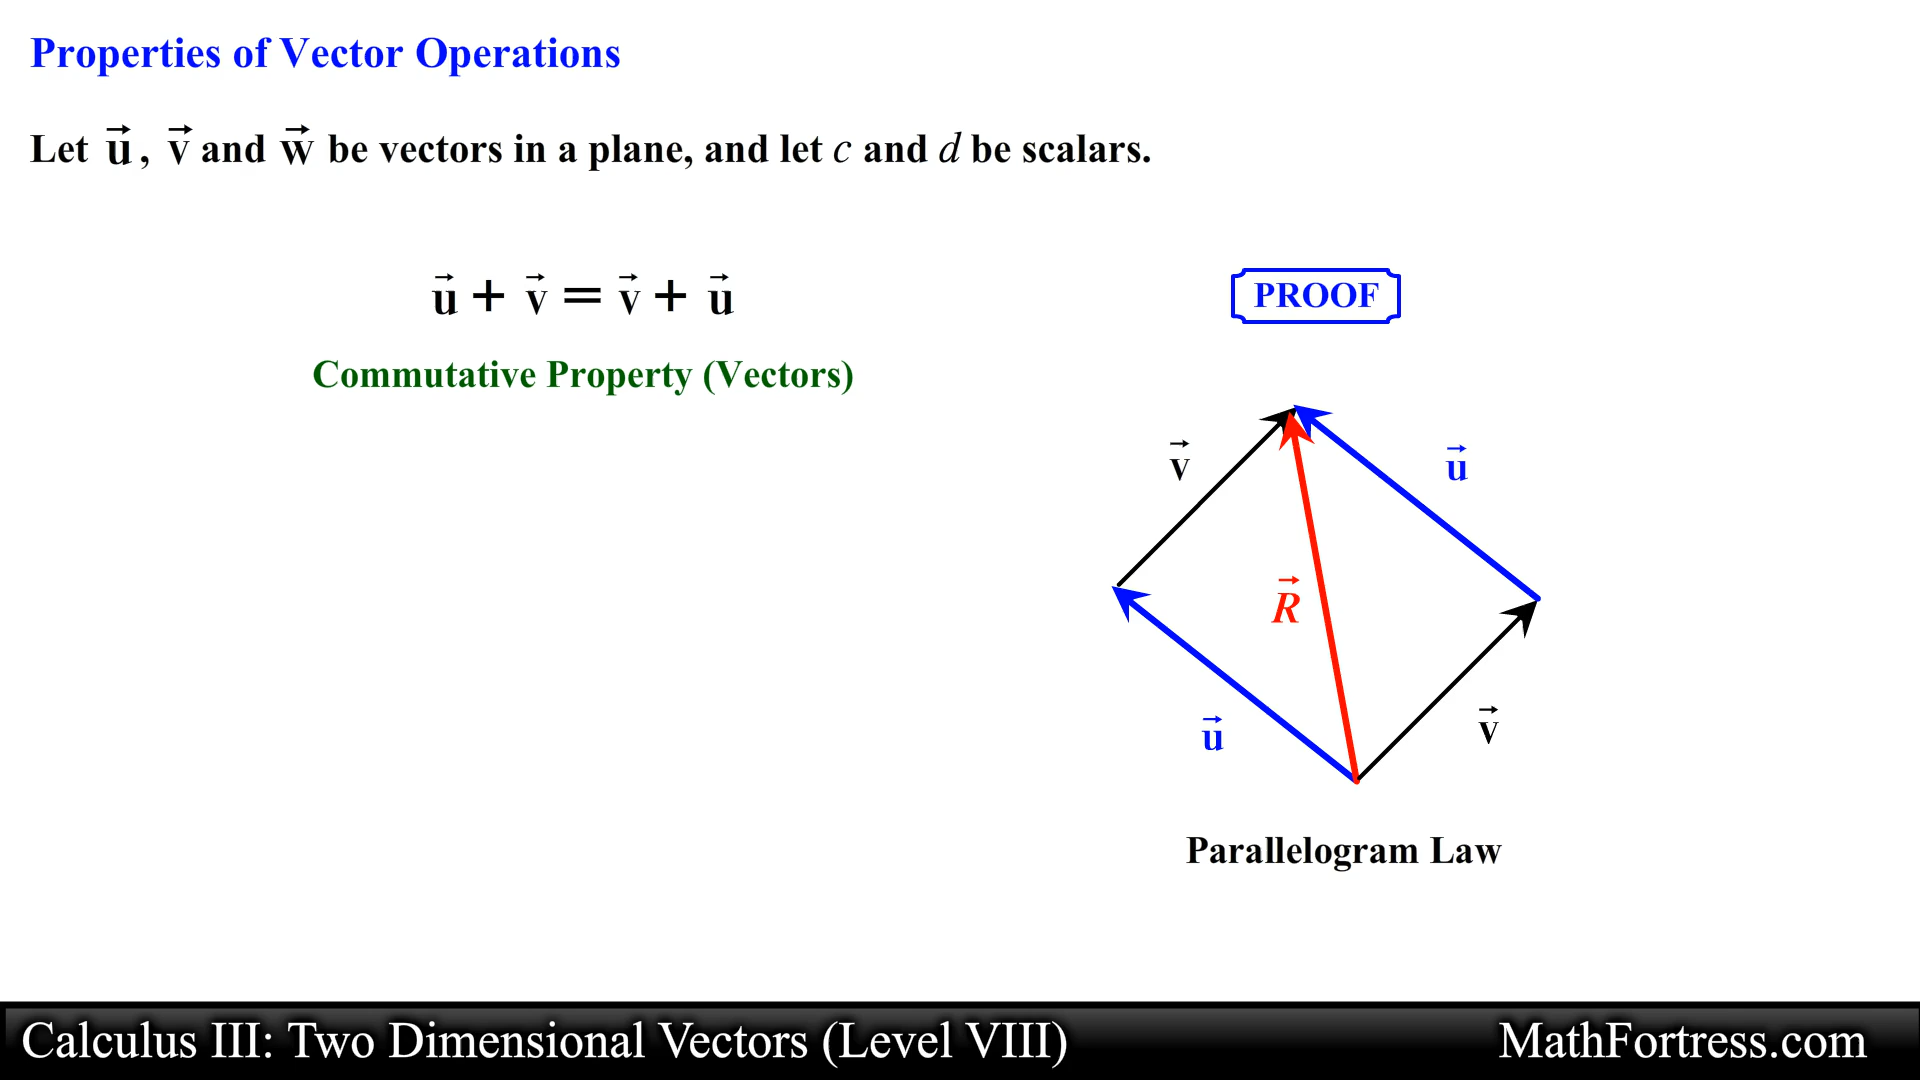 Properties of Vector Operations
Let u⃗, v⃗ and w⃗ be vectors in a plane, and let c and d be scalars.
u⃗ + v⃗ = v⃗ + u⃗
Commutative Property (Vectors)
PROOF
v⃗
u⃗
R⃗
u⃗
v⃗
Parallelogram Law
Calculus III: Two Dimensional Vectors (Level VIII)
MathFortress.com